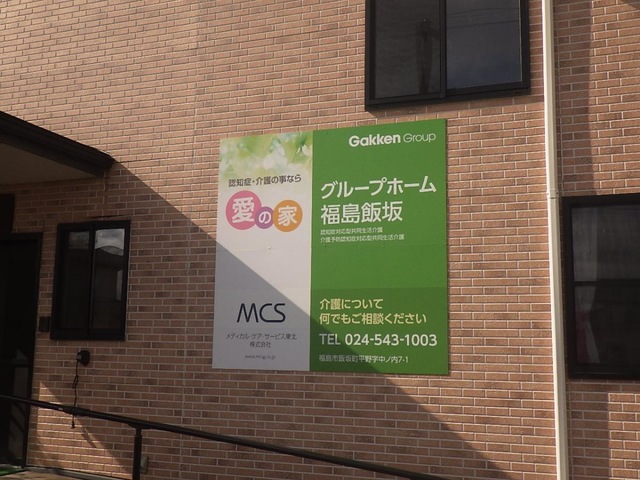 認知症・介護の事なら
愛の家
MCS
メディカル・ケア・サービス東北
株式会社
Gakken Group
グループホーム
福島飯坂
認知症対応型共同生活介護
介護予防認知症対応型共同生活介護
介護について
何でもご相談ください
TEL 024-543-1003
福島市飯坂町平野字中ノ内7-1